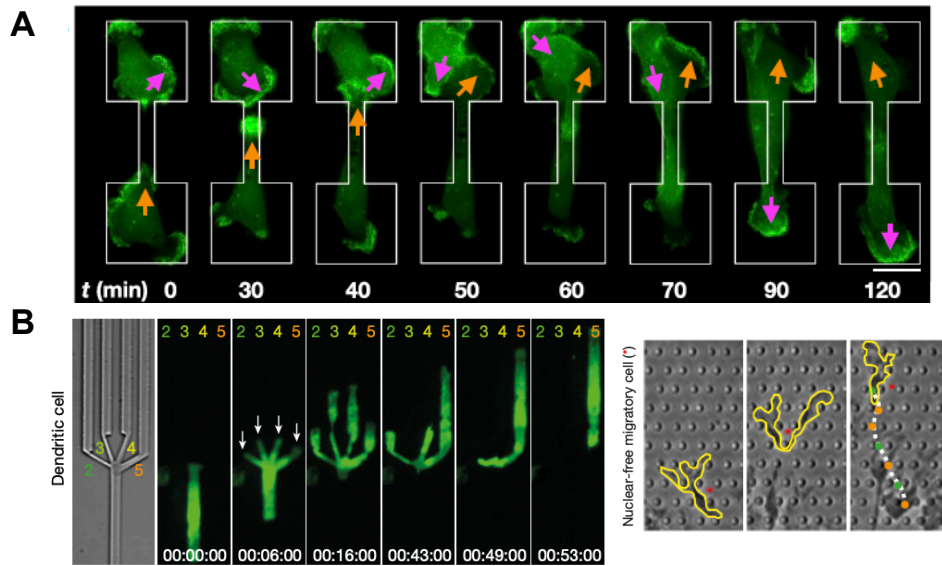 A
t (min) 0 30 40 50 60 70 90 120
B
Dendritic cell
2 3 4 5
2 3 4 5 2 3 4 5 2 3 4 5 2 3 4 5 2 3 4 5 2 3 4 5
00:00:00 00:06:00 00:16:00 00:43:00 00:49:00 00:53:00
Nuclear-free migratory cell (*)